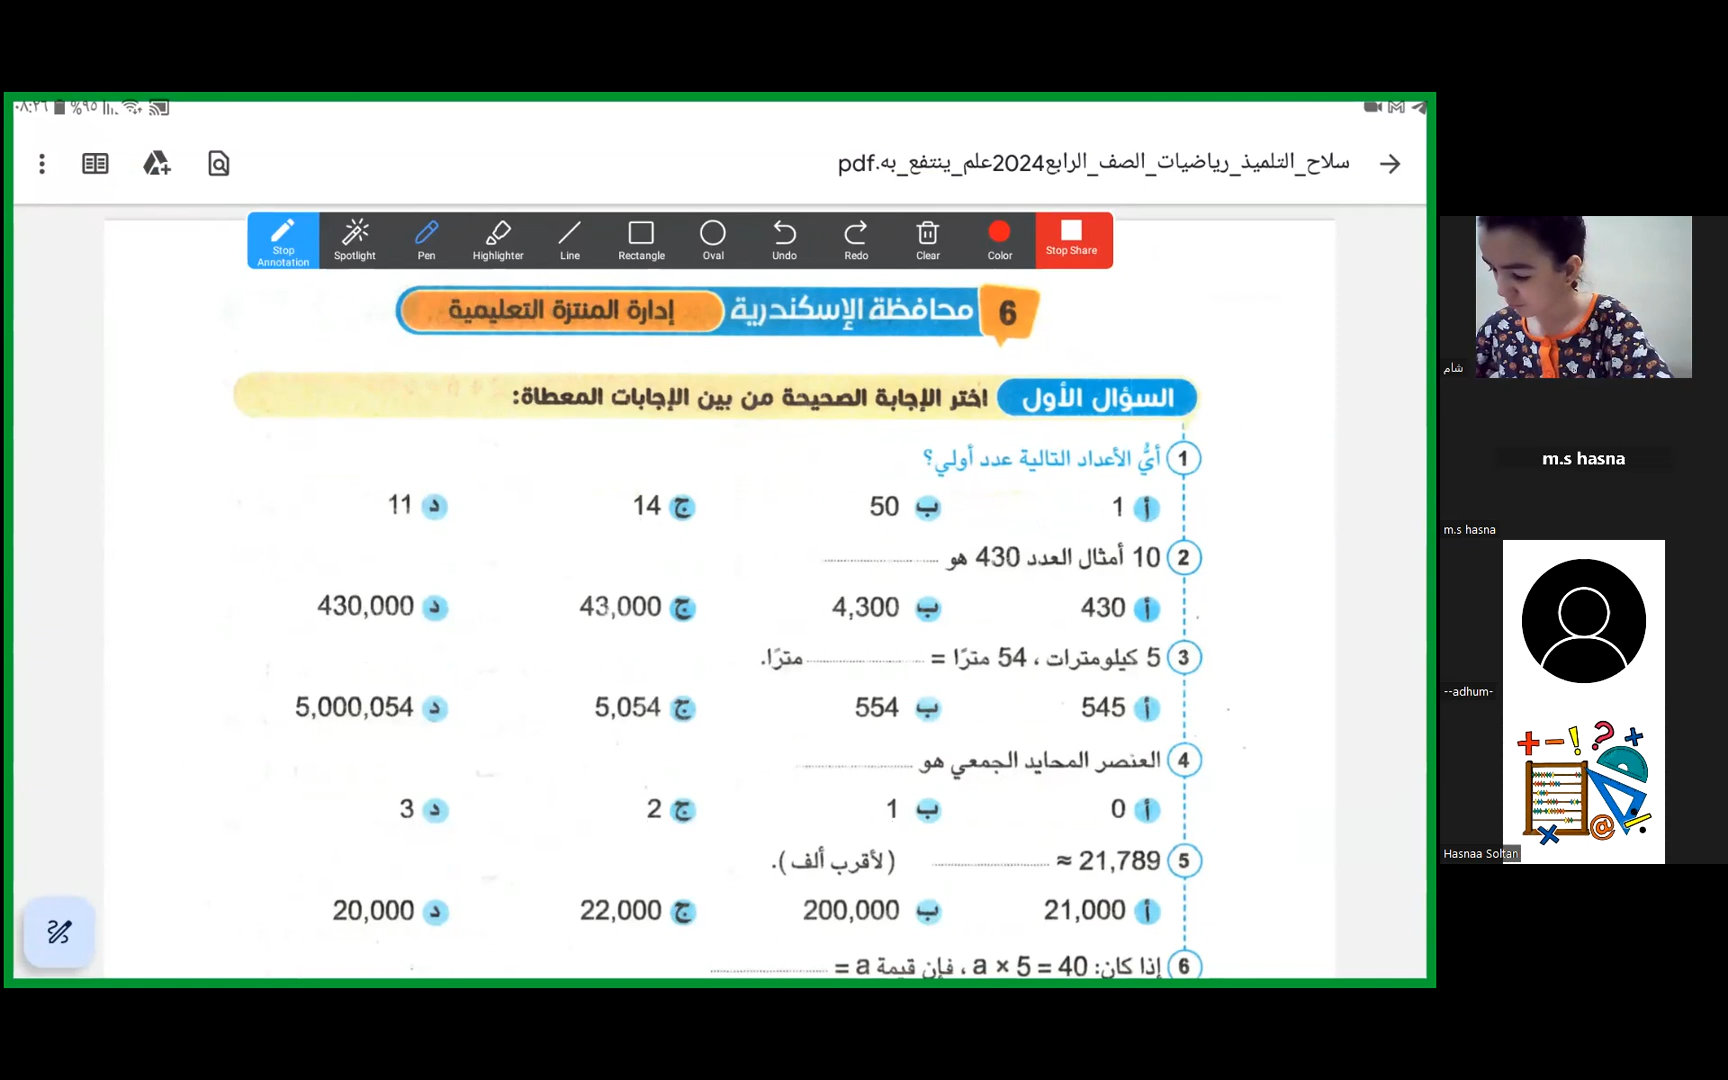 ٠٨:٢٦ %٩٥
سلاح_التلميذ_رياضيات_الصف_الرابع2024علم_ينتفع_به.pdf
Stop Annotation
Spotlight
Pen
Highlighter
Line
Rectangle
Oval
Undo
Redo
Clear
Color
Stop Share
6 محافظة الإسكندرية إدارة المنتزة التعليمية
السؤال الأول اختر الإجابة الصحيحة من بين الإجابات المعطاة:
1 أيُّ الأعداد التالية عدد أولي؟
أ 1 ب 50 ج 14 د 11
2 10 أمثال العدد 430 هو ..............
أ 430 ب 4,300 ج 43,000 د 430,000
3 5 كيلومترات ، 54 مترًا = .............. مترًا.
أ 545 ب 554 ج 5,054 د 5,000,054
4 العنصر المحايد الجمعي هو ..............
أ 0 ب 1 ج 2 د 3
5 21,789 ≈ .............. (لأقرب ألف).
أ 21,000 ب 200,000 ج 22,000 د 20,000
6 إذا كان: a × 5 = 40 ، فإن قيمة a = ..............
شام
m.s hasna
m.s hasna
--adhum-
Hasnaa Soltan